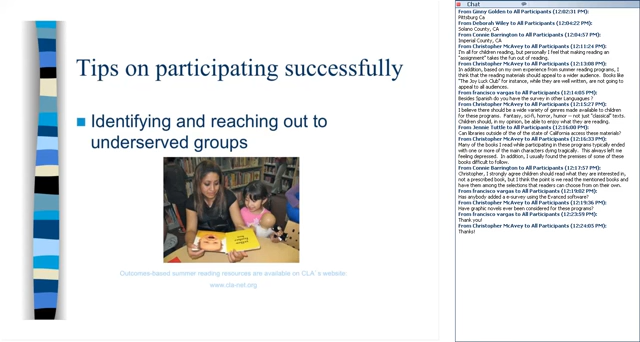 Tips on participating successfully
Identifying and reaching out to
underserved groups
Outcomes-based summer reading resources are available on CLA's website
www.cla-net.org
Chat
From Ginny Golden to All Participants (12:02:31 PM):
Pittsburg Ca
From Deborah Wiley to All Participants (12:04:22 PM):
Solano County, CA
From Connie Barrington to All Participants (12:04:57 PM):
Imperial County, CA
From Christopher McAvey to All Participants (12:11:24 PM):
I'm all for children reading, but personally I feel that making reading an
"assignment" takes the fun out of reading.
From Christopher McAvey to All Participants (12:13:08 PM):
In addition, based on my own experience from summer reading programs, I
think that the reading materials should appeal to a wider audience. Books like
"The Joy Luck Club" for instance, while they are well written, are not going to
appeal to all audiences.
From francisco vargas to All Participants (12:14:05 PM):
Besides Spanish do you have the survey in other Languagues ?
From Christopher McAvey to All Participants (12:15:27 PM):
I believe there should be a wide variety of genres made available to children
for these programs. Fantasy, scifi, horror, humor -- not just "classical" texts.
Children should, in my opinion, be able to enjoy what they are reading.
From Jennie Tuttle to All Participants (12:16:00 PM):
Can libraries outside of the of the state of California access these materials?
From Christopher McAvey to All Participants (12:16:33 PM):
Many of the books I read while participating in these programs typically ended
with one or more of the main characters dying tragically. This always left me
feeling depressed. In addition, I usually found the premises of some of these
books difficult to follow.
From Connie Barrington to All Participants (12:17:57 PM):
Christopher, I strongly agree children should read what they are interested in,
not a prescribed book, but I think the point is we read the mentioned books and
have them among the selections that readers can choose from on their own.
From francisco vargas to All Participants (12:19:02 PM):
Has anybody added a e-survey using the Evanced software?
From Christopher McAvey to All Participants (12:19:36 PM):
Have graphic novels ever been considered for these programs?
From francisco vargas to All Participants (12:23:59 PM):
Thank you!
From Christopher McAvey to All Participants (12:24:05 PM):
Thanks!